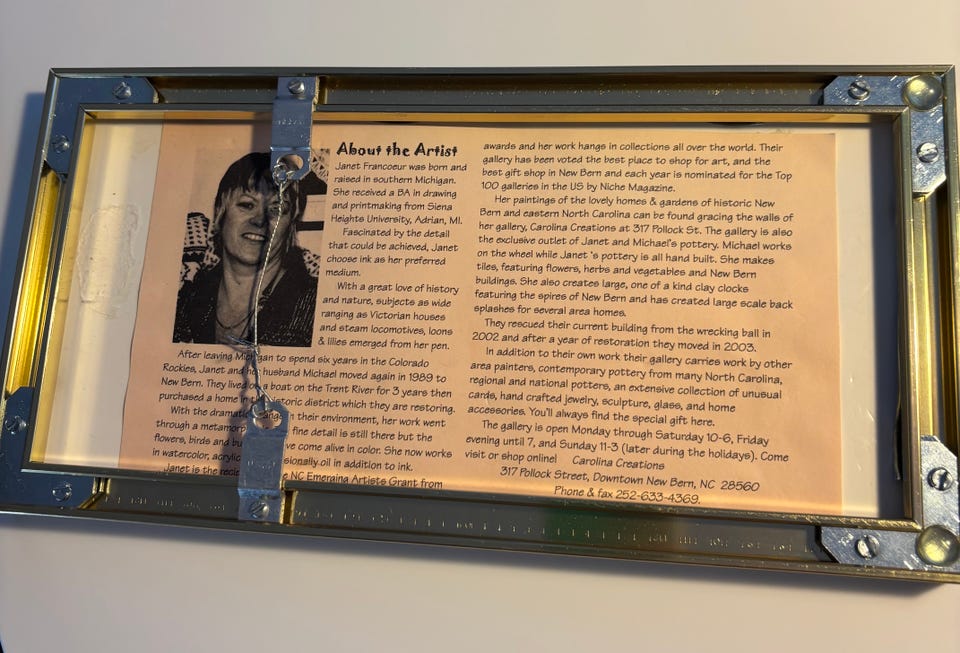 About the Artist
Janet Francoeur was born and
raised in southern Michigan.
She received a BA in drawing
and printmaking from Siena
Heights University, Adrian, MI.
Fascinated by the detail
that could be achieved, Janet
choose ink as her preferred
medium.
With a great love of history
and nature, subjects as wide
ranging as Victorian houses
and steam locomotives, loons
& lilies emerged from her pen.
After leaving Michigan to spend six years in the Colorado
Rockies, Janet and her husband Michael moved again in 1989 to
New Bern. They lived on a boat on the Trent River for 3 years then
purchased a home in the historic district which they are restoring.
With the dramatic change in their environment, her work went
through a fine detail is still there but the
flowers, birds and come alive in color. She now works
in watercolor, oil in addition to ink.
Janet is the NC Emerging Artists Grant from
awards and her work hangs in collections all over the world. Their
gallery has been voted the best place to shop for art, and the
best gift shop in New Bern and each year is nominated for the Top
100 galleries in the US by Niche Magazine.
Her paintings of the lovely homes & gardens of historic New
Bern and eastern North Carolina can be found gracing the walls of
her gallery, Carolina Creations at 317 Pollock St. The gallery is also
the exclusive outlet of Janet and Michael's pottery. Michael works
on the wheel while Janet 's pottery is all hand built. She makes
tiles, featuring flowers, herbs and vegetables and New Bern
buildings. She also creates large, one of a kind clay clocks
featuring the spires of New Bern and has created large scale back
splashes for several area homes.
They rescued their current building from the wrecking ball in
2002 and after a year of restoration they moved in 2003.
In addition to their own work their gallery carries work by other
area painters, contemporary pottery from many North Carolina,
regional and national potters, an extensive collection of unusual
cards, hand crafted jewelry, sculpture, glass, and home
accessories. You'll always find the special gift here.
The gallery is open Monday through Saturday 10-6, Friday
evening until 7, and Sunday 11-3 (later during the holidays). Come
visit or shop online! Carolina Creations
317 Pollock Street, Downtown New Bern, NC 28560
Phone & fax 252-633-4369.